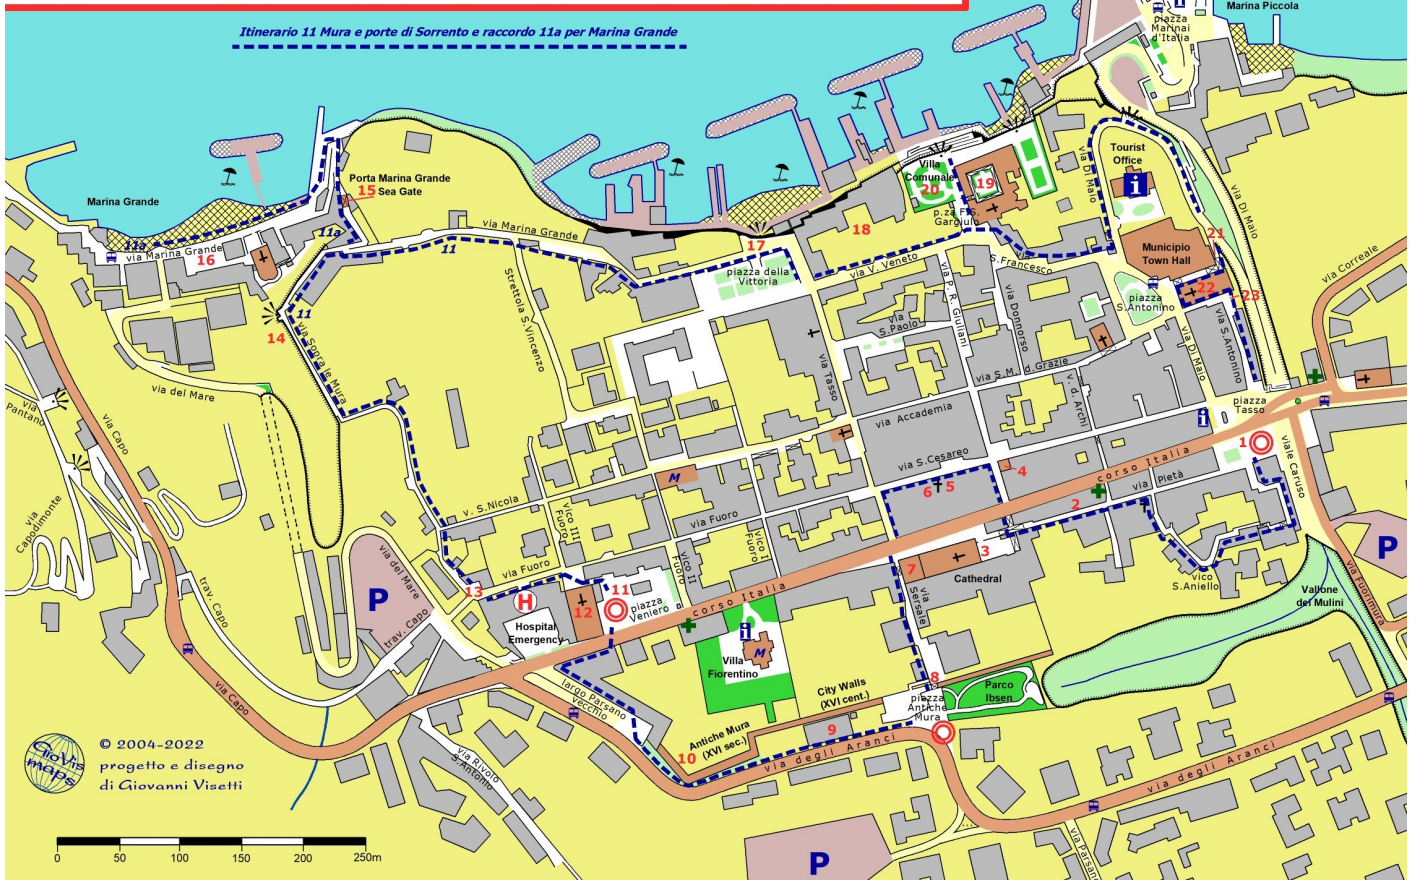 Marina Piccola
piazza
Marinai
d'Italia
Itinerario 11 Mura e porte di Sorrento e raccordo 11a per Marina Grande
Tourist
Office
i
via Di Maio
via Di Maio
Villa
Comunale
20
19
p.za F.S.
Gargiulo
Porta Marina Grande
Sea Gate
15
Marina Grande
11a
11a
via Marina Grande
16
via Marina Grande
11
17
18
21
Municipio
Town Hall
22
23
via Correale
via V. Veneto
via
S.Francesco
piazza della
Vittoria
piazza
S.Antonino
11
14
via Sopra le Mura
Strettola S.Vincenzo
via
S.Paolo
via P. R. Giuliani
via Donnorso
via Di Maio
via S.Antonino
via Tasso
via S.M. d.Grazie
v. d. Archi
via del Mare
via
Pantano
via Capo
via Accademia
piazza
Tasso
i
1
viale Caruso
via S.Cesareo
4
corso Italia
6
5
via Pietà
2
M
v. S.Nicola
via Fuoro
vico III
Fuoro
vico I
Fuoro
vico II
Fuoro
via
Capodimonte
via Fuoro
3
7
Cathedral
via
Sersale
vico
S.Aniello
Vallone
dei Mulini
P
via Fuorimura
trav. Capo
P
via del Mare
trav. Capo
13
H
12
11
piazza
Veniero
Hospital
Emergency
corso Italia
i
M
Villa
Fiorentino
8
Parco
Ibsen
piazza
Antiche
Mura
City Walls
(XVI cent.)
9
Antiche Mura
(XVI sec.)
10
largo Parsano
vecchio
via Capo
via degli Aranci
via degli Aranci
via Rivolo
S.Antonio
via Parsano
GioVis
maps
© 2004-2022
progetto e disegno
di Giovanni Visetti
0 50 100 150 200 250m
P